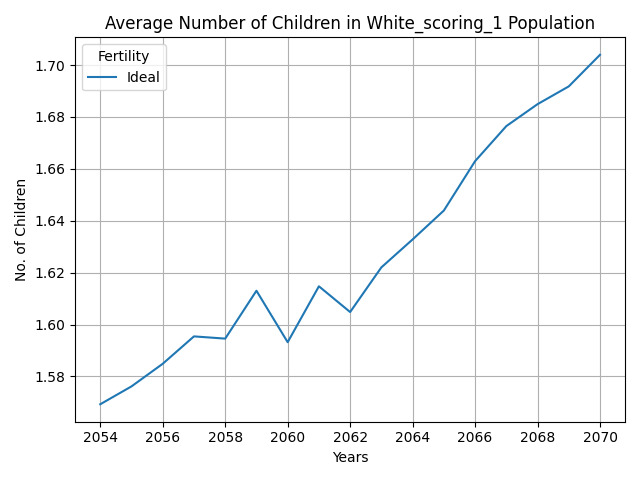 Average Number of Children in White_scoring_1 Population
Fertility
Ideal
1.70
1.68
1.66
1.64
1.62
1.60
1.58
No. of Children
2054 2056 2058 2060 2062 2064 2066 2068 2070
Years